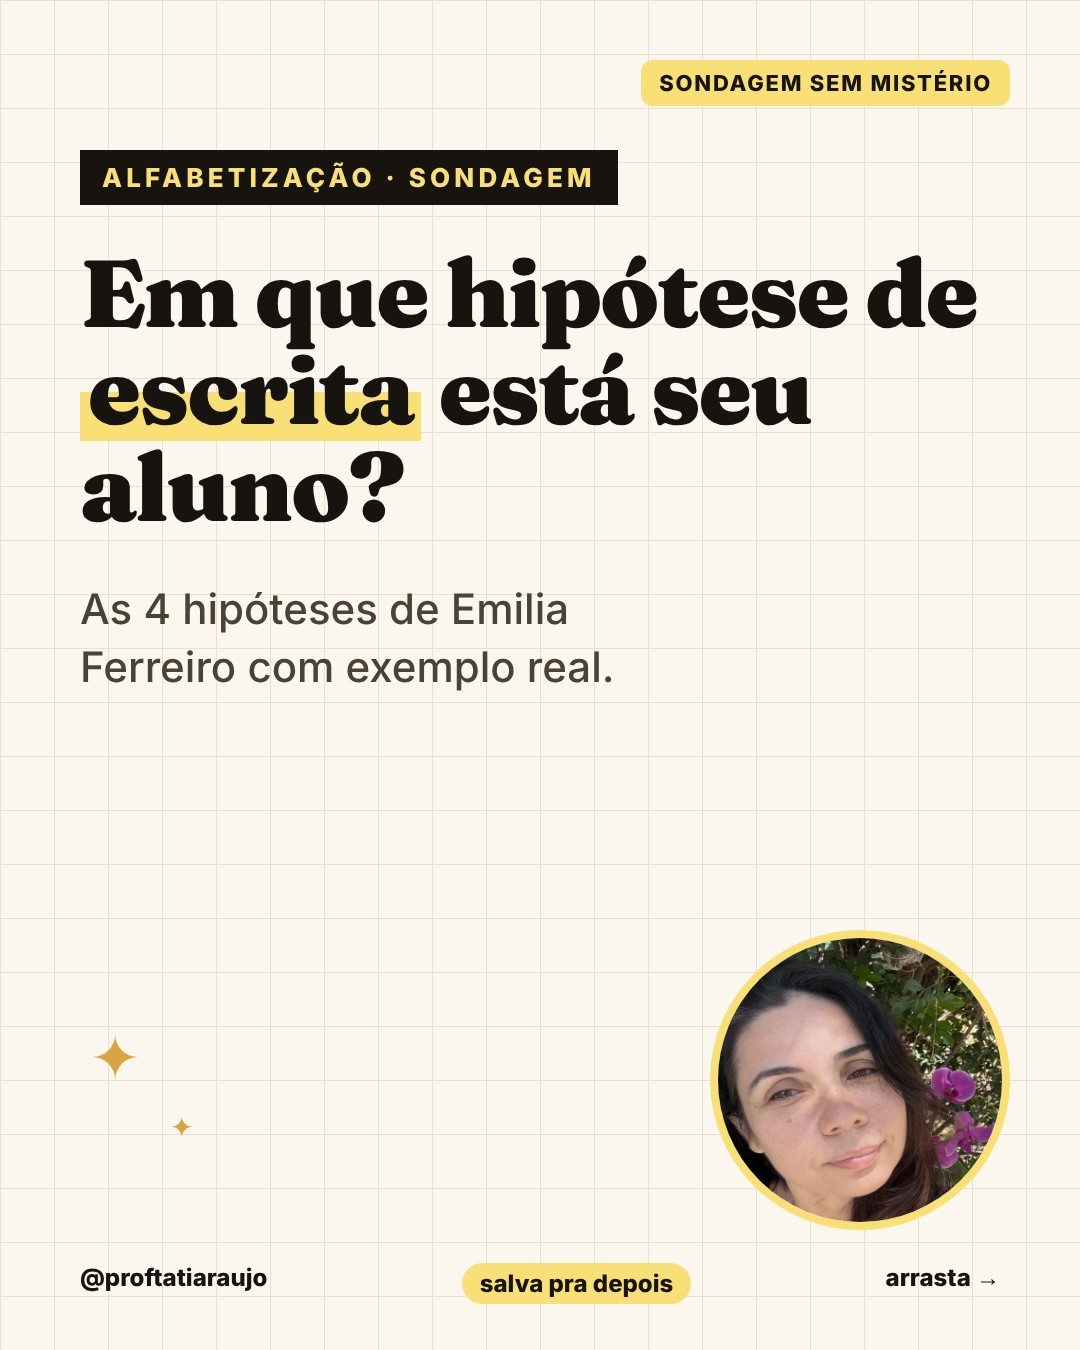 SONDAGEM SEM MISTÉRIO
ALFABETIZAÇÃO · SONDAGEM
Em que hipótese de
escrita está seu
aluno?
As 4 hipóteses de Emilia
Ferreiro com exemplo real.
@proftatiaraujo
salva pra depois
arrasta →